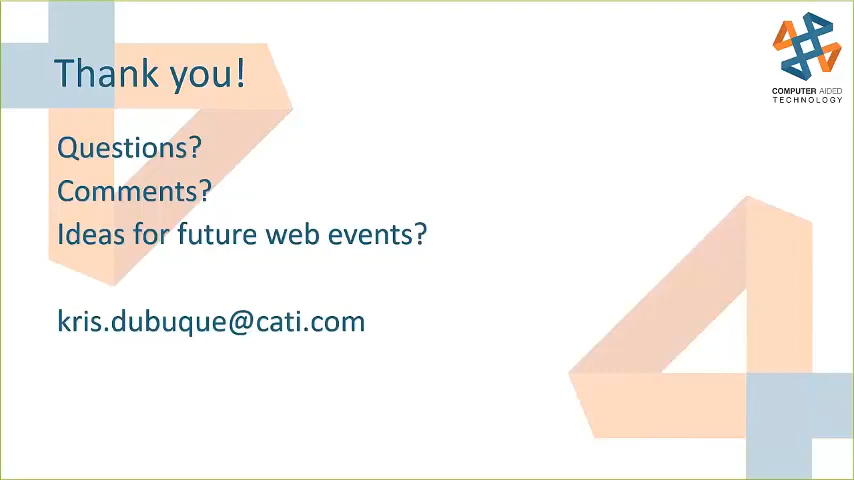 Thank you!
COMPUTER AIDED
TECHNOLOGY
Questions?
Comments?
Ideas for future web events?
kris.dubuque@cati.com